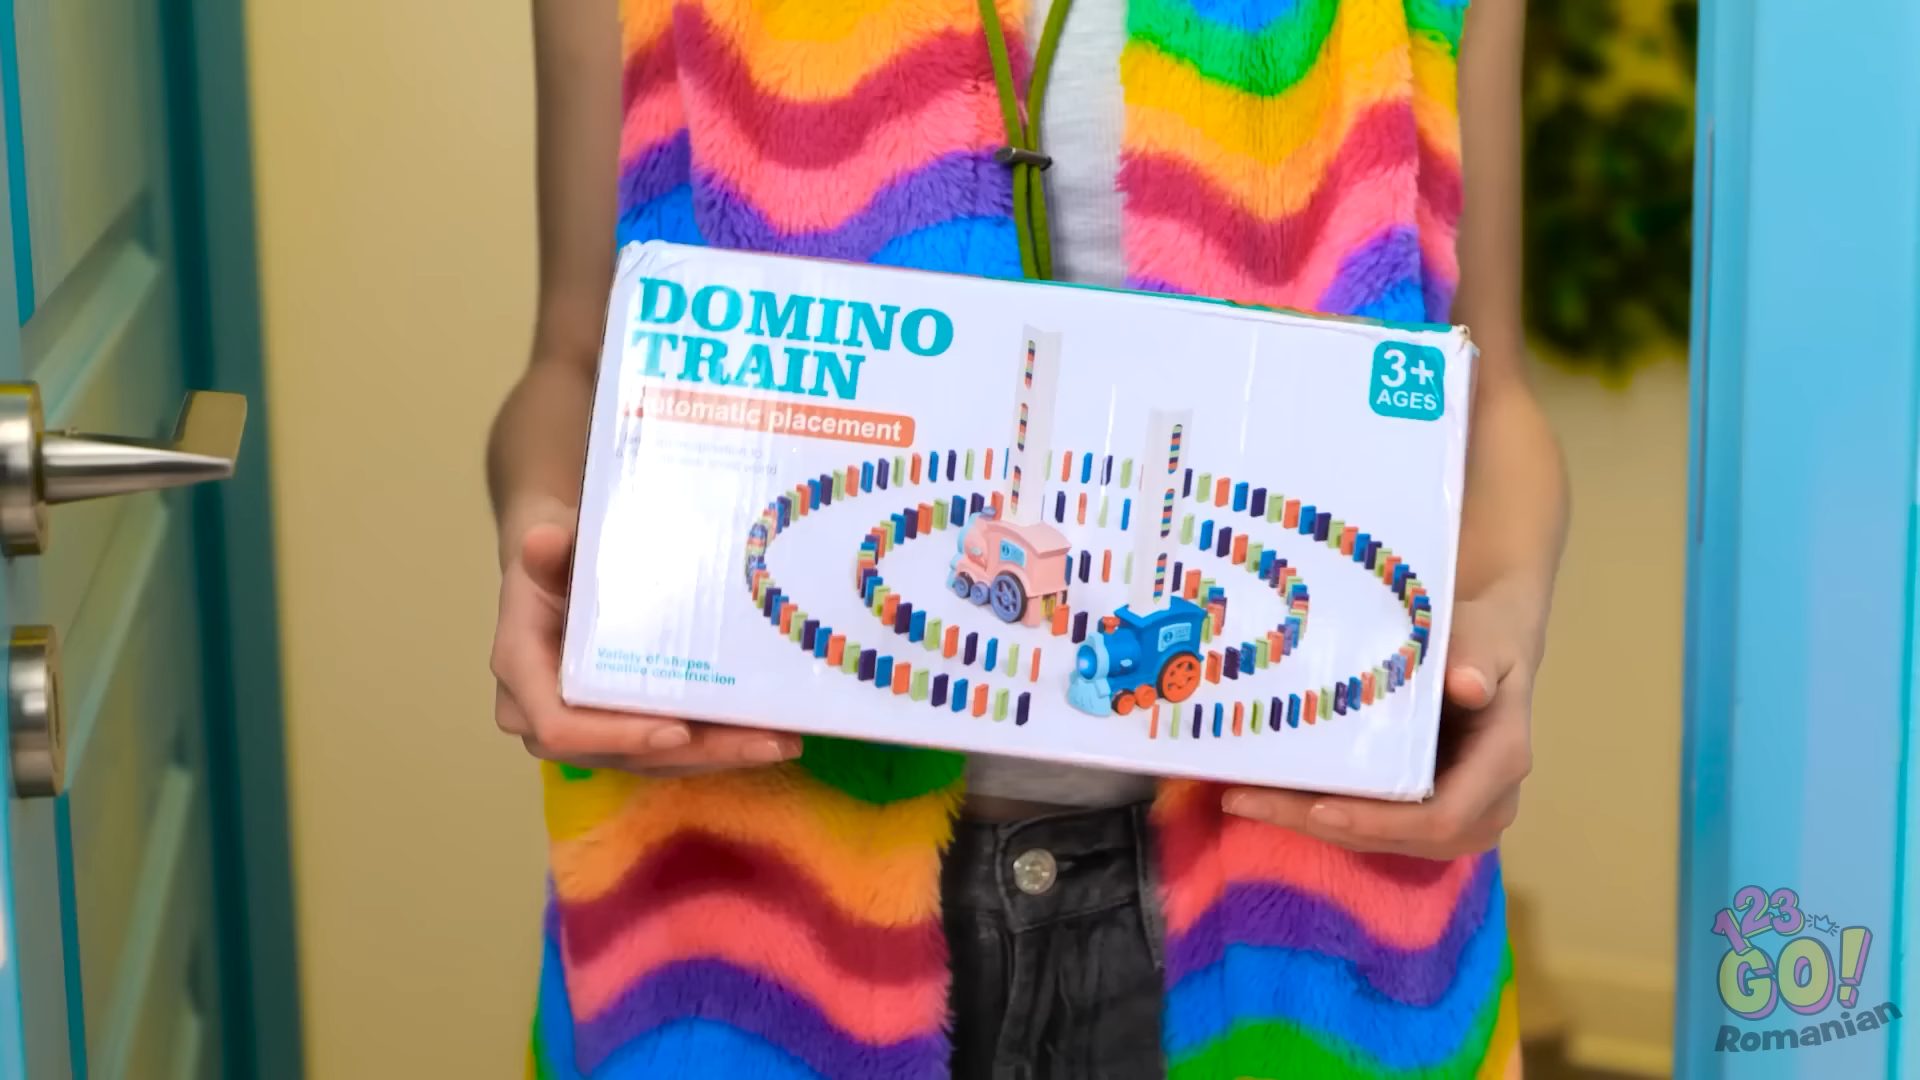 DOMINO
TRAIN
Automatic placement
3+
AGES
Variety of shapes
creative construction
123
GO!
Romanian